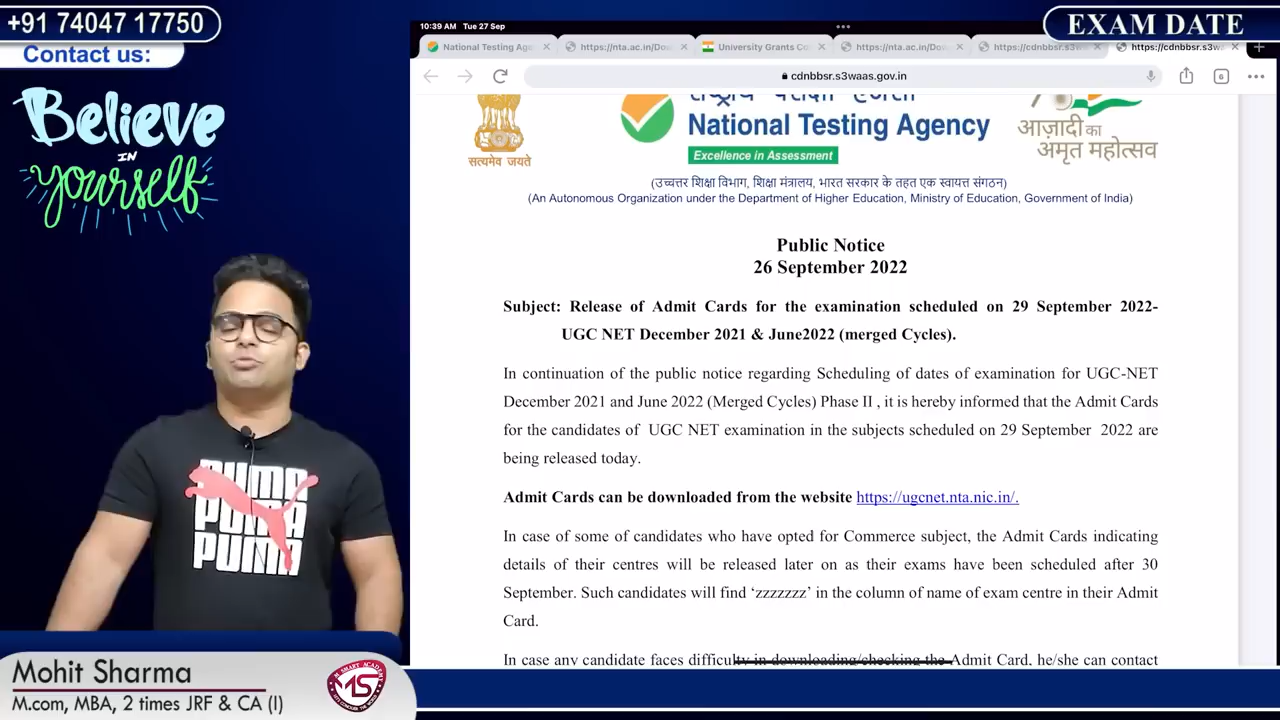 +91 74047 17750
Contact us:
Believe
IN
yourself
EXAM DATE
10:39 AM Tue 27 Sep
National Testing Age
https://nta.ac.in/Dow
University Grants Co
https://nta.ac.in/Dow
https://cdnbbsr.s3w
https://cdnbbsr.s3wa
cdnbbsr.s3waas.gov.in
6
सत्यमेव जयते
National Testing Agency
Excellence in Assessment
आज़ादी का
अमृत महोत्सव
(उच्चत्तर शिक्षा विभाग, शिक्षा मंत्रालय, भारत सरकार के तहत एक स्वायत्त संगठन)
(An Autonomous Organization under the Department of Higher Education, Ministry of Education, Government of India)
Public Notice
26 September 2022
Subject: Release of Admit Cards for the examination scheduled on 29 September 2022-
UGC NET December 2021 & June2022 (merged Cycles).
In continuation of the public notice regarding Scheduling of dates of examination for UGC-NET
December 2021 and June 2022 (Merged Cycles) Phase II , it is hereby informed that the Admit Cards
for the candidates of UGC NET examination in the subjects scheduled on 29 September 2022 are
being released today.
Admit Cards can be downloaded from the website https://ugcnet.nta.nic.in/.
In case of some of candidates who have opted for Commerce subject, the Admit Cards indicating
details of their centres will be released later on as their exams have been scheduled after 30
September. Such candidates will find ‘zzzzzzz’ in the column of name of exam centre in their Admit
Card.
In case any candidate faces difficulty in downloading/checking the Admit Card, he/she can contact
PUMA
PUMA
PUMA
Mohit Sharma
M.com, MBA, 2 times JRF & CA (I)
MS